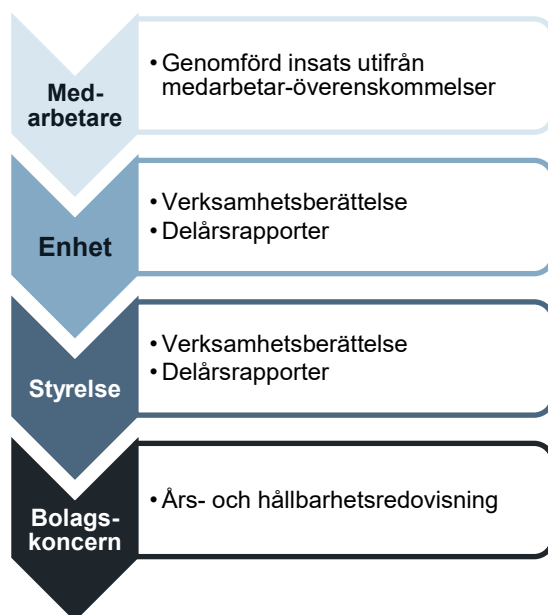 Med-
arbetare
• Genomförd insats utifrån
medarbetar-överenskommelser
Enhet
• Verksamhetsberättelse
• Delårsrapporter
Styrelse
• Verksamhetsberättelse
• Delårsrapporter
Bolags-
koncern
• Års- och hållbarhetsredovisning